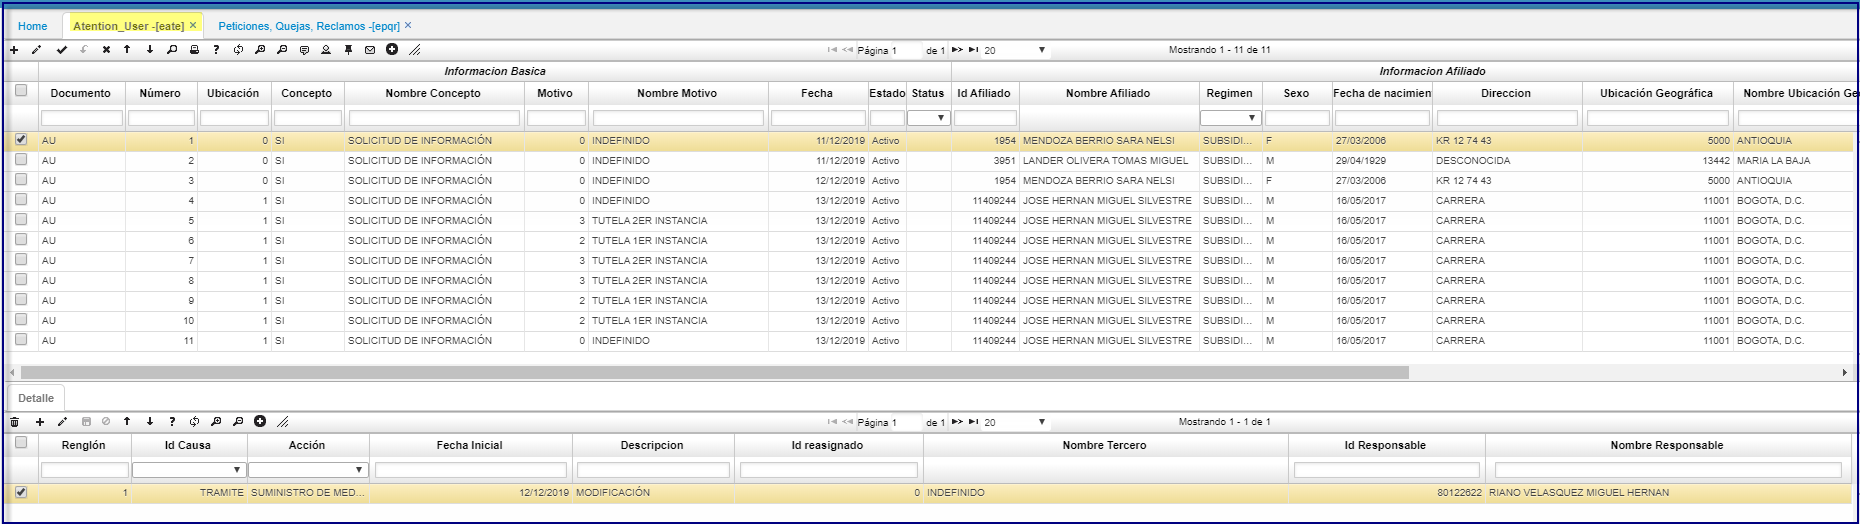 Home Atention_User -[eate] × Peticiones, Quejas, Reclamos -[epqr] ×
Página 1 de 1 20 Mostrando 1 - 11 de 11
Informacion Basica Informacion Afiliado
Documento Número Ubicación Concepto Nombre Concepto Motivo Nombre Motivo Fecha Estado Status Id Afiliado Nombre Afiliado Regimen Sexo Fecha de nacimien Direccion Ubicación Geográfica Nombre Ubicación Ge
AU 1 0 SI SOLICITUD DE INFORMACIÓN 0 INDEFINIDO 11/12/2019 Activo 1954 MENDOZA BERRIO SARA NELSI SUBSIDI... F 27/03/2006 KR 12 74 43 5000 ANTIOQUIA
AU 2 0 SI SOLICITUD DE INFORMACIÓN 0 INDEFINIDO 11/12/2019 Activo 3951 LANDER OLIVERA TOMAS MIGUEL SUBSIDI... M 29/04/1929 DESCONOCIDA 13442 MARIA LA BAJA
AU 3 0 SI SOLICITUD DE INFORMACIÓN 0 INDEFINIDO 12/12/2019 Activo 1954 MENDOZA BERRIO SARA NELSI SUBSIDI... F 27/03/2006 KR 12 74 43 5000 ANTIOQUIA
AU 4 1 SI SOLICITUD DE INFORMACIÓN 0 INDEFINIDO 13/12/2019 Activo 11409244 JOSE HERNAN MIGUEL SILVESTRE SUBSIDI... M 16/05/2017 CARRERA 11001 BOGOTA, D.C.
AU 5 1 SI SOLICITUD DE INFORMACIÓN 3 TUTELA 2ER INSTANCIA 13/12/2019 Activo 11409244 JOSE HERNAN MIGUEL SILVESTRE SUBSIDI... M 16/05/2017 CARRERA 11001 BOGOTA, D.C.
AU 6 1 SI SOLICITUD DE INFORMACIÓN 2 TUTELA 1ER INSTANCIA 13/12/2019 Activo 11409244 JOSE HERNAN MIGUEL SILVESTRE SUBSIDI... M 16/05/2017 CARRERA 11001 BOGOTA, D.C.
AU 7 1 SI SOLICITUD DE INFORMACIÓN 3 TUTELA 2ER INSTANCIA 13/12/2019 Activo 11409244 JOSE HERNAN MIGUEL SILVESTRE SUBSIDI... M 16/05/2017 CARRERA 11001 BOGOTA, D.C.
AU 8 1 SI SOLICITUD DE INFORMACIÓN 3 TUTELA 2ER INSTANCIA 13/12/2019 Activo 11409244 JOSE HERNAN MIGUEL SILVESTRE SUBSIDI... M 16/05/2017 CARRERA 11001 BOGOTA, D.C.
AU 9 1 SI SOLICITUD DE INFORMACIÓN 2 TUTELA 1ER INSTANCIA 13/12/2019 Activo 11409244 JOSE HERNAN MIGUEL SILVESTRE SUBSIDI... M 16/05/2017 CARRERA 11001 BOGOTA, D.C.
AU 10 1 SI SOLICITUD DE INFORMACIÓN 2 TUTELA 1ER INSTANCIA 13/12/2019 Activo 11409244 JOSE HERNAN MIGUEL SILVESTRE SUBSIDI... M 16/05/2017 CARRERA 11001 BOGOTA, D.C.
AU 11 1 SI SOLICITUD DE INFORMACIÓN 0 INDEFINIDO 13/12/2019 Activo 11409244 JOSE HERNAN MIGUEL SILVESTRE SUBSIDI... M 16/05/2017 CARRERA 11001 BOGOTA, D.C.
Detalle
Página 1 de 1 20 Mostrando 1 - 1 de 1
Renglón Id Causa Acción Fecha Inicial Descripcion Id reasignado Nombre Tercero Id Responsable Nombre Responsable
1 TRAMITE SUMINISTRO DE MED... 12/12/2019 MODIFICACIÓN 0 INDEFINIDO 80122622 RIANO VELASQUEZ MIGUEL HERNAN